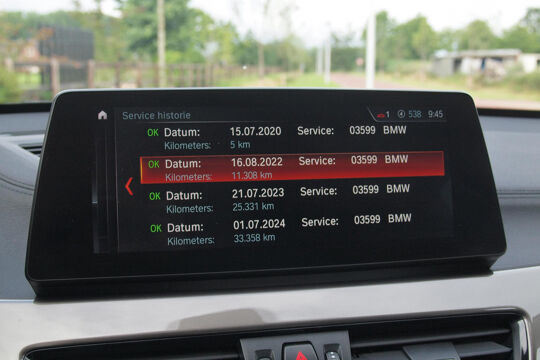 Service historie 1 538 9:45
OK Datum: 15.07.2020 Service: 03599 BMW
Kilometers: 5 km
OK Datum: 16.08.2022 Service: 03599 BMW
Kilometers: 11.308 km
OK Datum: 21.07.2023 Service: 03599 BMW
Kilometers: 25.331 km
OK Datum: 01.07.2024 Service: 03599 BMW
Kilometers: 33.358 km